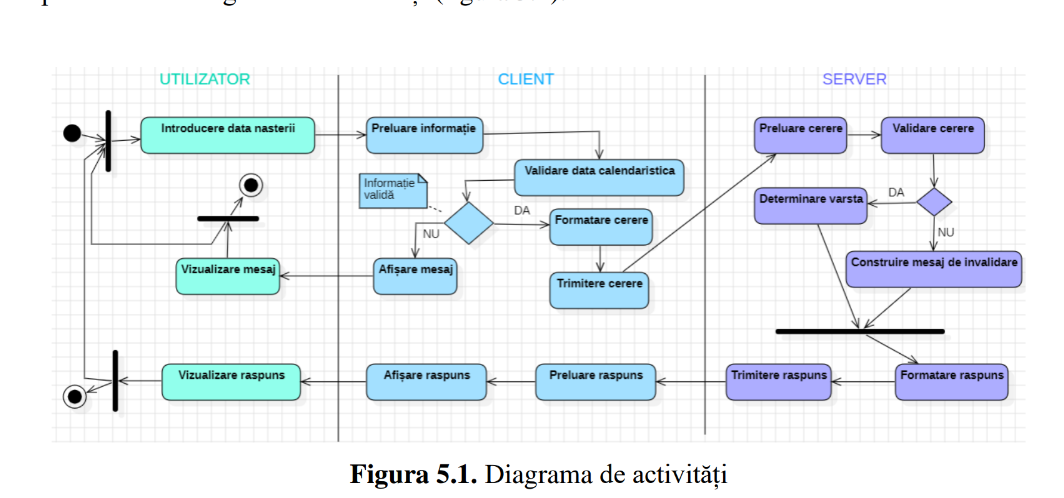 UTILIZATOR
CLIENT
SERVER
Introducere data nasterii
Preluare informație
Preluare cerere
Validare cerere
Validare data calendaristica
Informație
validă
DA
Formatare cerere
NU
Determinare varsta
DA
NU
Vizualizare mesaj
Afișare mesaj
Trimitere cerere
Construire mesaj de invalidare
Vizualizare raspuns
Afișare raspuns
Preluare raspuns
Trimitere raspuns
Formatare raspuns
Figura 5.1. Diagrama de activități